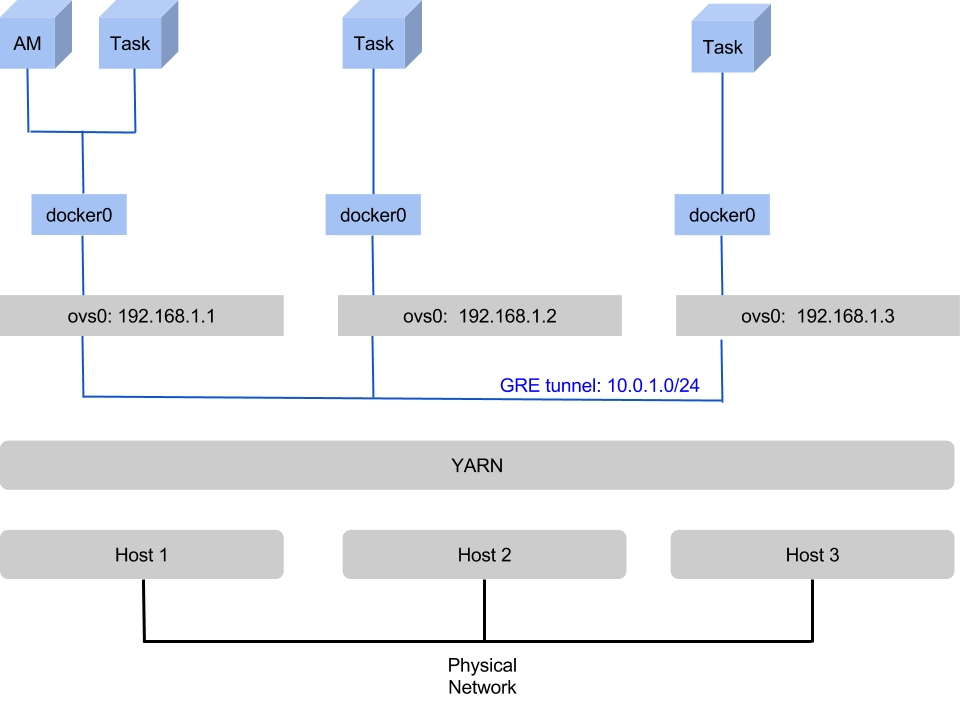 AM
Task
Task
Task
docker0
docker0
docker0
ovs0: 192.168.1.1
ovs0:  192.168.1.2
ovs0:  192.168.1.3
GRE tunnel: 10.0.1.0/24
YARN
Host 1
Host 2
Host 3
Physical
Network